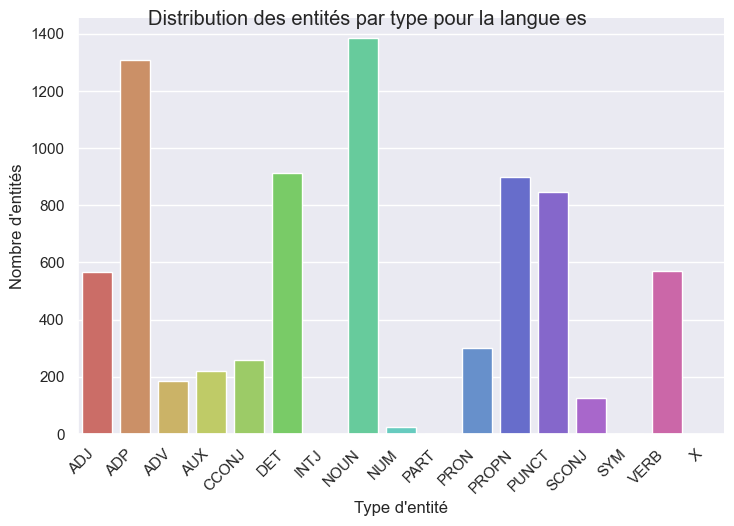 Distribution des entités par type pour la langue es
1400
1200
1000
800
600
400
200
0
Nombre d'entités
ADJ
ADP
ADV
AUX
CCONJ
DET
INTJ
NOUN
NUM
PART
PRON
PROPN
PUNCT
SCONJ
SYM
VERB
X
Type d'entité